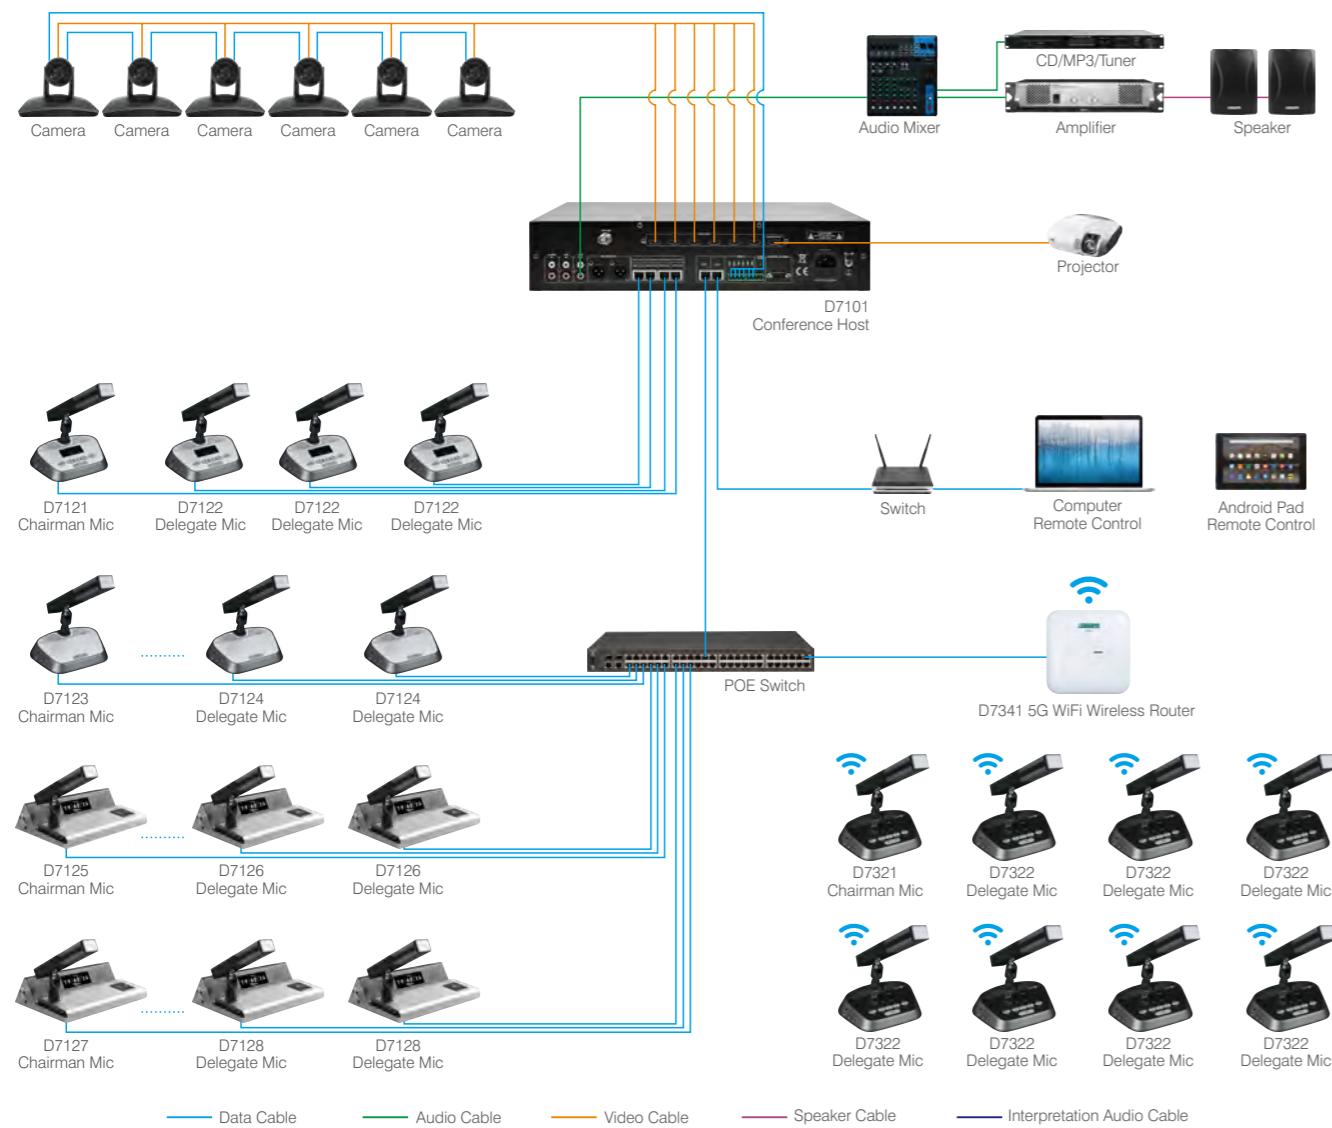 Camera
Camera
Camera
Camera
Camera
Camera
Audio Mixer
CD/MP3/Tuner
Amplifier
Speaker
Projector
D7101
Conference Host
D7121
Chairman Mic
D7122
Delegate Mic
D7122
Delegate Mic
D7122
Delegate Mic
Switch
Computer
Remote Control
Android Pad
Remote Control
D7123
Chairman Mic
D7124
Delegate Mic
D7124
Delegate Mic
POE Switch
D7341 5G WiFi Wireless Router
D7125
Chairman Mic
D7126
Delegate Mic
D7126
Delegate Mic
D7321
Chairman Mic
D7322
Delegate Mic
D7322
Delegate Mic
D7322
Delegate Mic
D7127
Chairman Mic
D7128
Delegate Mic
D7128
Delegate Mic
D7322
Delegate Mic
D7322
Delegate Mic
D7322
Delegate Mic
D7322
Delegate Mic
Data Cable
Audio Cable
Video Cable
Speaker Cable
Interpretation Audio Cable